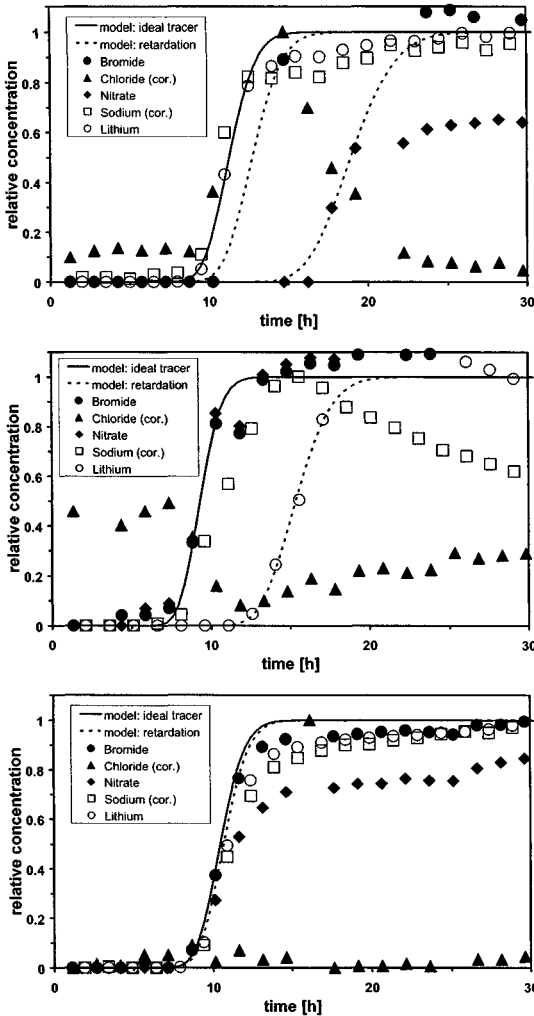 relative concentration
1
0.8
0.6
0.4
0.2
0
model: ideal tracer
model: retardation
Bromide
Chloride (cor.)
Nitrate
Sodium (cor.)
Lithium
0
10
20
30
time [h]
relative concentration
1
0.8
0.6
0.4
0.2
0
model: ideal tracer
model: retardation
Bromide
Chloride (cor.)
Nitrate
Sodium (cor.)
Lithium
0
10
20
30
time [h]
relative concentration
1
0.8
0.6
0.4
0.2
0
model: ideal tracer
model: retardation
Bromide
Chloride (cor.)
Nitrate
Sodium (cor.)
Lithium
0
10
20
30
time [h]